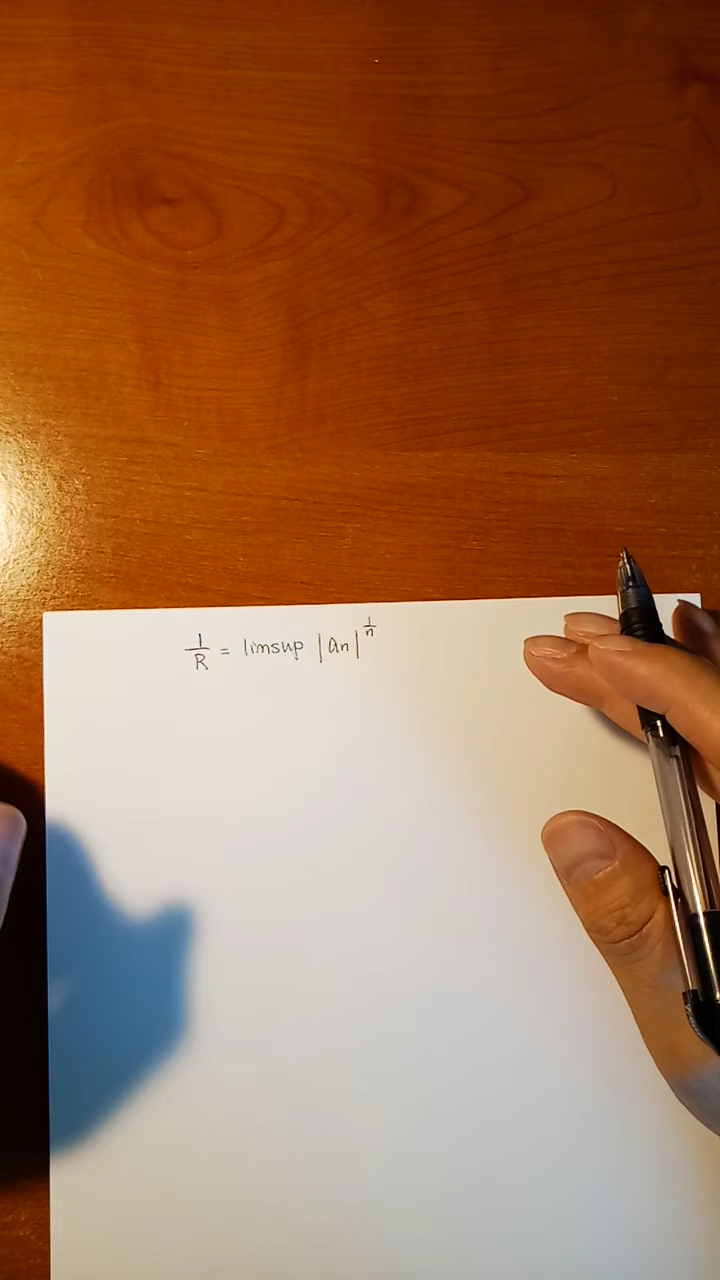 1/R = limsup |an|^1/n